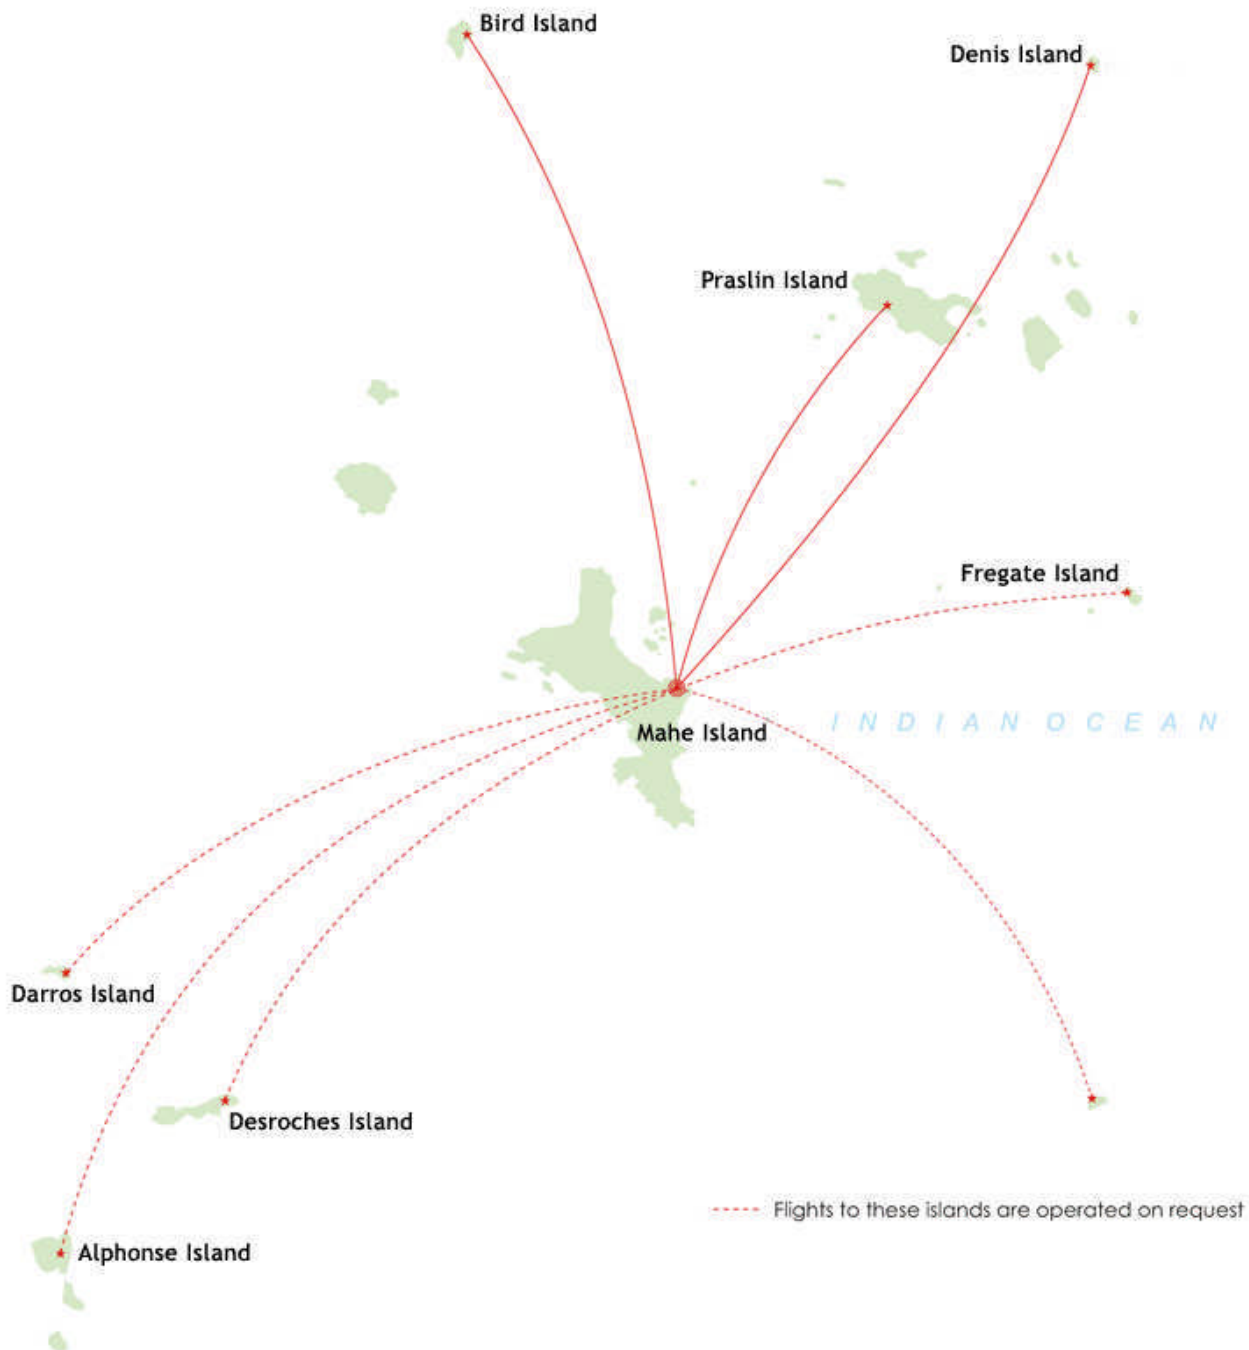 Bird Island
Denis Island
Praslin Island
Fregate Island
INDIAN OCEAN
Mahe Island
Darros Island
Desroches Island
Flights to these islands are operated on request
Alphonse Island